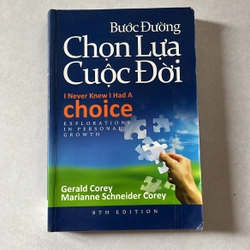 Bước Đường
Chọn Lựa
Cuộc Đời
I Never Knew I Had A
choice
EXPLORATIONS
IN PERSONAL
GROWTH
Gerald Corey
Marianne Schneider Corey
8TH EDITION